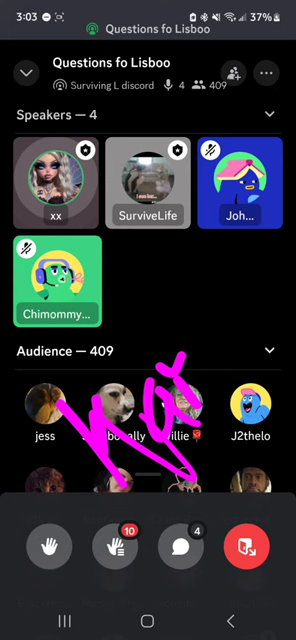 3:03
37%
Questions fo Lisboo
Questions fo Lisboo
Surviving L discord 4 409
Speakers — 4
xx
SurviveLife
Joh...
Chimommy...
Audience — 409
jess
J2thelo
Kai
10
4